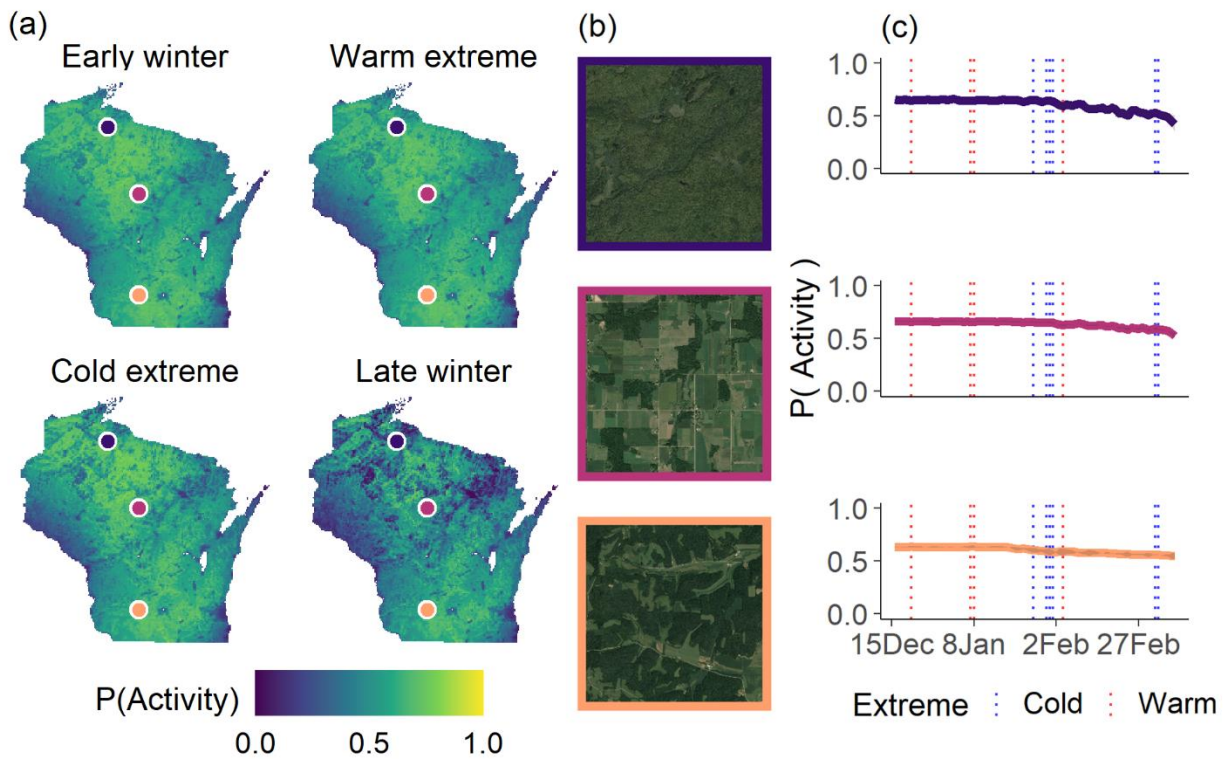 (a)
Early winter
Warm extreme
Cold extreme
Late winter
P(Activity)
0.0 0.5 1.0
(b)
(c)
P( Activity )
1.0
0.5
0.0
1.0
0.5
0.0
1.0
0.5
0.0
15Dec 8Jan 2Feb 27Feb
Extreme Cold Warm